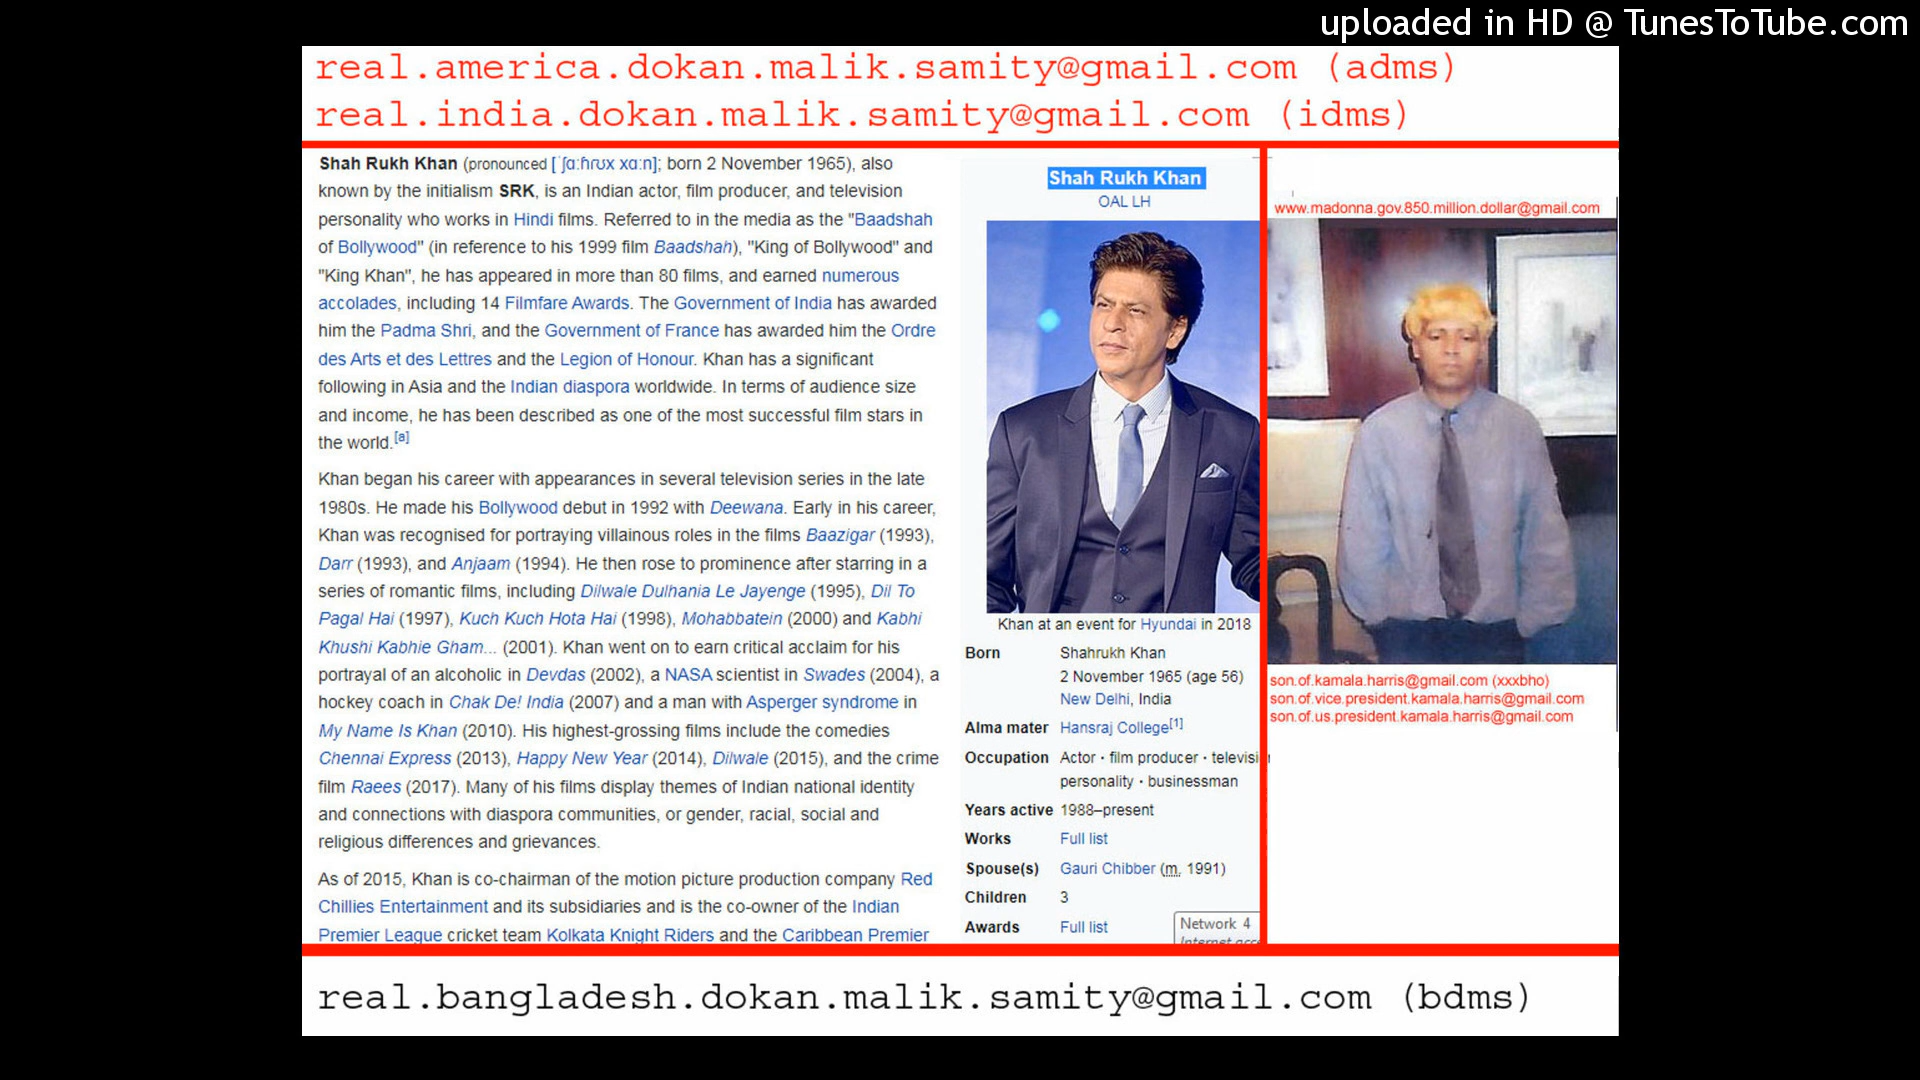 uploaded in HD @ TunesToTube.com
real.america.dokan.malik.samity@gmail.com (adms)
real.india.dokan.malik.samity@gmail.com (idms)
Shah Rukh Khan (pronounced [ˈʃaːɦrʊx xaːn]; born 2 November 1965), also
known by the initialism SRK, is an Indian actor, film producer, and television
personality who works in Hindi films. Referred to in the media as the "Baadshah
of Bollywood" (in reference to his 1999 film Baadshah), "King of Bollywood" and
"King Khan", he has appeared in more than 80 films, and earned numerous
accolades, including 14 Filmfare Awards. The Government of India has awarded
him the Padma Shri, and the Government of France has awarded him the Ordre
des Arts et des Lettres and the Legion of Honour. Khan has a significant
following in Asia and the Indian diaspora worldwide. In terms of audience size
and income, he has been described as one of the most successful film stars in
the world.[a]
Khan began his career with appearances in several television series in the late
1980s. He made his Bollywood debut in 1992 with Deewana. Early in his career,
Khan was recognised for portraying villainous roles in the films Baazigar (1993),
Darr (1993), and Anjaam (1994). He then rose to prominence after starring in a
series of romantic films, including Dilwale Dulhania Le Jayenge (1995), Dil To
Pagal Hai (1997), Kuch Kuch Hota Hai (1998), Mohabbatein (2000) and Kabhi
Khushi Kabhie Gham... (2001). Khan went on to earn critical acclaim for his
portrayal of an alcoholic in Devdas (2002), a NASA scientist in Swades (2004), a
hockey coach in Chak De! India (2007) and a man with Asperger syndrome in
My Name Is Khan (2010). His highest-grossing films include the comedies
Chennai Express (2013), Happy New Year (2014), Dilwale (2015), and the crime
film Raees (2017). Many of his films display themes of Indian national identity
and connections with diaspora communities, or gender, racial, social and
religious differences and grievances.
As of 2015, Khan is co-chairman of the motion picture production company Red
Chillies Entertainment and its subsidiaries and is the co-owner of the Indian
Premier League cricket team Kolkata Knight Riders and the Caribbean Premier
Shah Rukh Khan
OAL LH
Khan at an event for Hyundai in 2018
Born Shahrukh Khan
2 November 1965 (age 56)
New Delhi, India
Alma mater Hansraj College[1]
Occupation Actor · film producer · televisi
personality · businessman
Years active 1988–present
Works Full list
Spouse(s) Gauri Chibber (m. 1991)
Children 3
Awards Full list
Network 4
Internet acce
www.madonna.gov.850.million.dollar@gmail.com
son.of.kamala.harris@gmail.com (xxxbho)
son.of.vice.president.kamala.harris@gmail.com
son.of.us.president.kamala.harris@gmail.com
real.bangladesh.dokan.malik.samity@gmail.com (bdms)